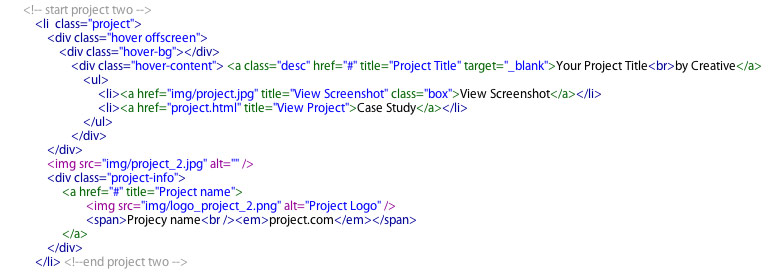 <!-- start project two -->
<li  class="project">
<div class="hover offscreen">
<div class="hover-bg"></div>
<div class="hover-content"> <a class="desc" href="#" title="Project Title" target="_blank">Your Project Title<br>by Creative</a>
<ul>
<li><a href="img/project.jpg" title="View Screenshot" class="box">View Screenshot</a></li>
<li><a href="project.html" title="View Project">Case Study</a></li>
</ul>
</div>
</div>
<img src="img/project_2.jpg" alt="" />
<div class="project-info">
<a href="#" title="Project name">
<img src="img/logo_project_2.png" alt="Project Logo" />
<span>Projecy name<br /><em>project.com</em></span>
</a>
</div>
</li> <!--end project two -->